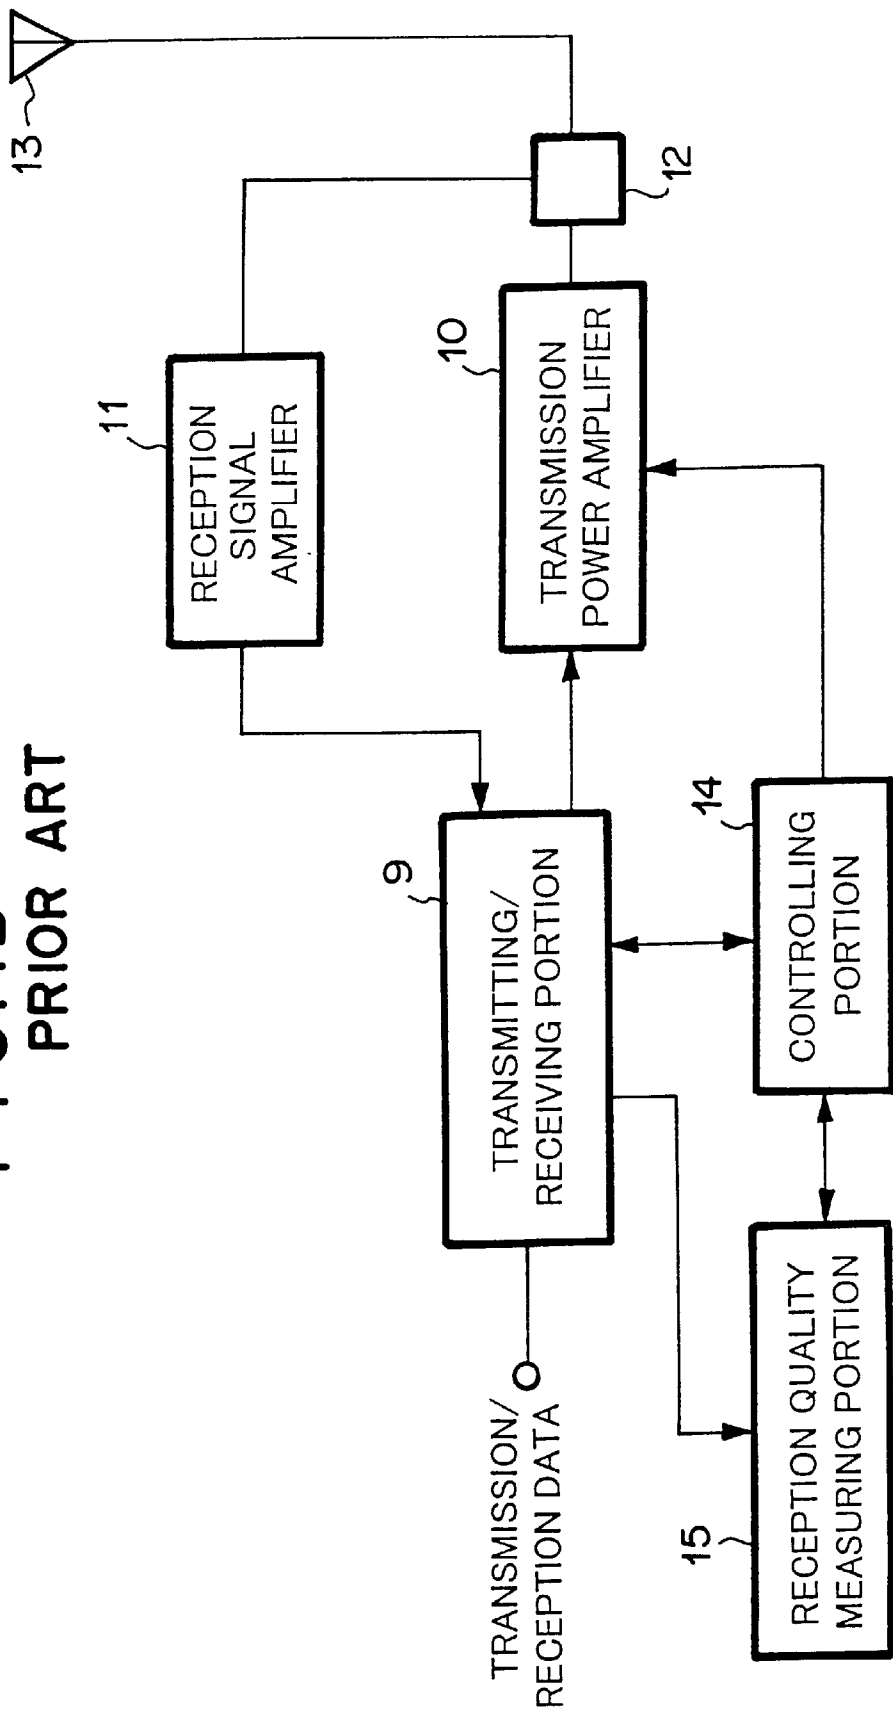 PRIOR ART
13
11
RECEPTION
SIGNAL
AMPLIFIER
10
TRANSMISSION
POWER AMPLIFIER
12
9
TRANSMITTING/
RECEIVING PORTION
TRANSMISSION/
RECEPTION DATA
14
CONTROLLING
PORTION
15
RECEPTION QUALITY
MEASURING PORTION